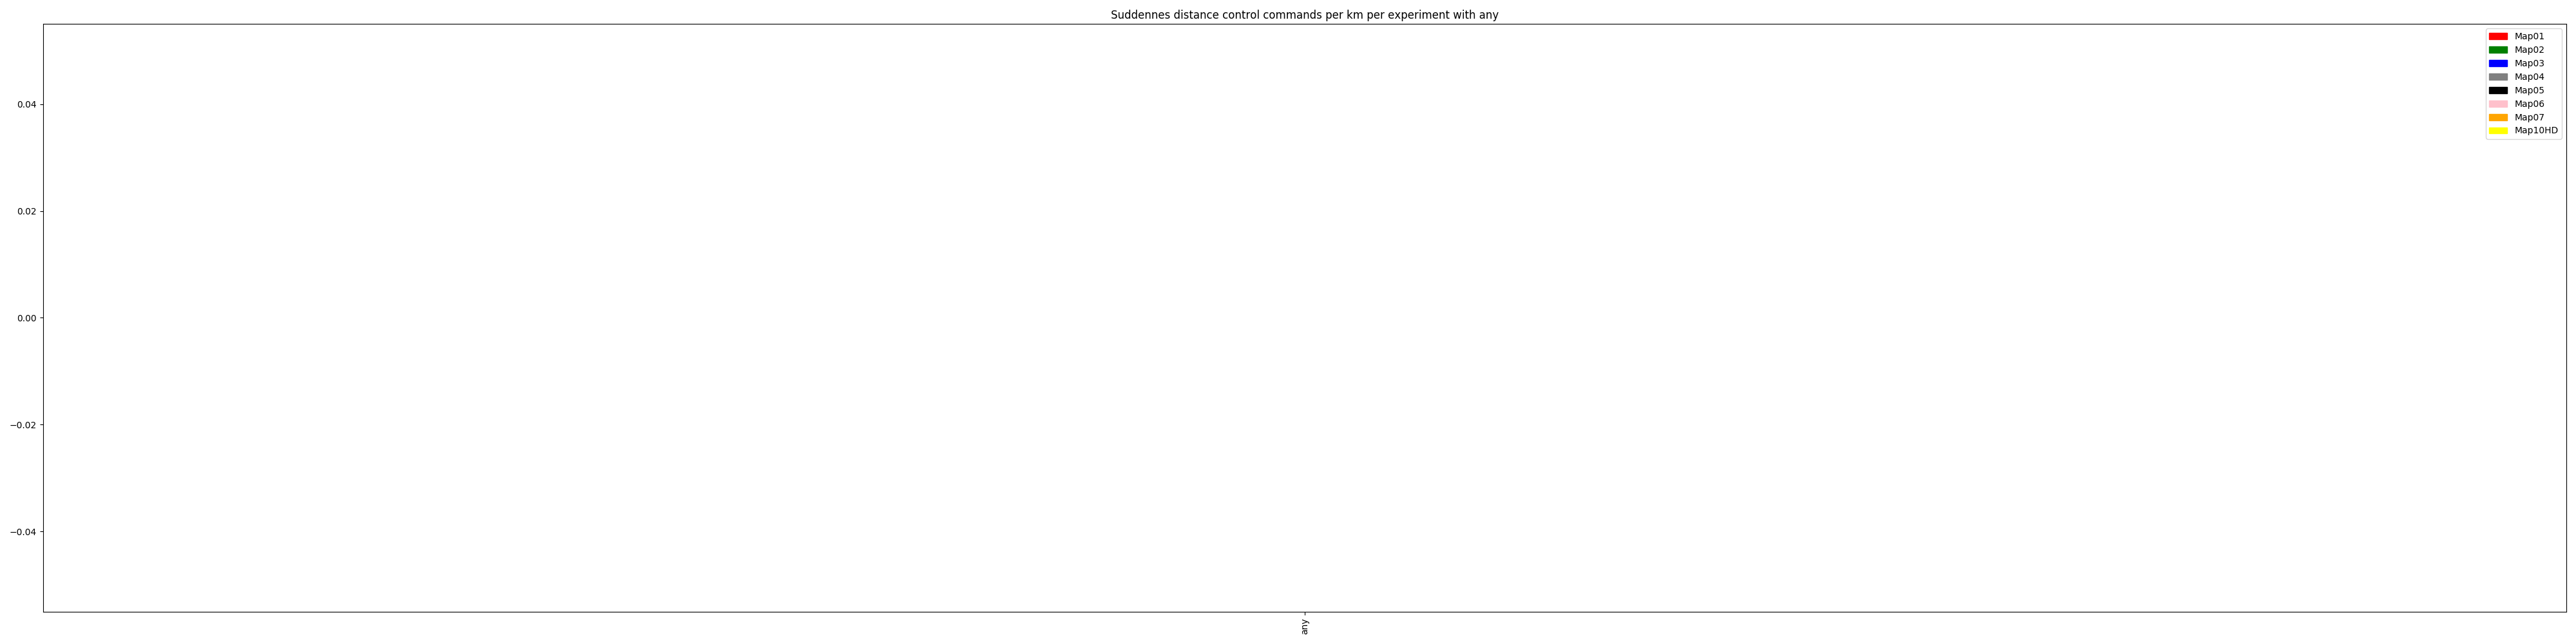 Suddennes distance control commands per km per experiment with any
Map01
Map02
Map03
Map04
Map05
Map06
Map07
Map10HD
0.04
0.02
0.00
−0.02
−0.04
any